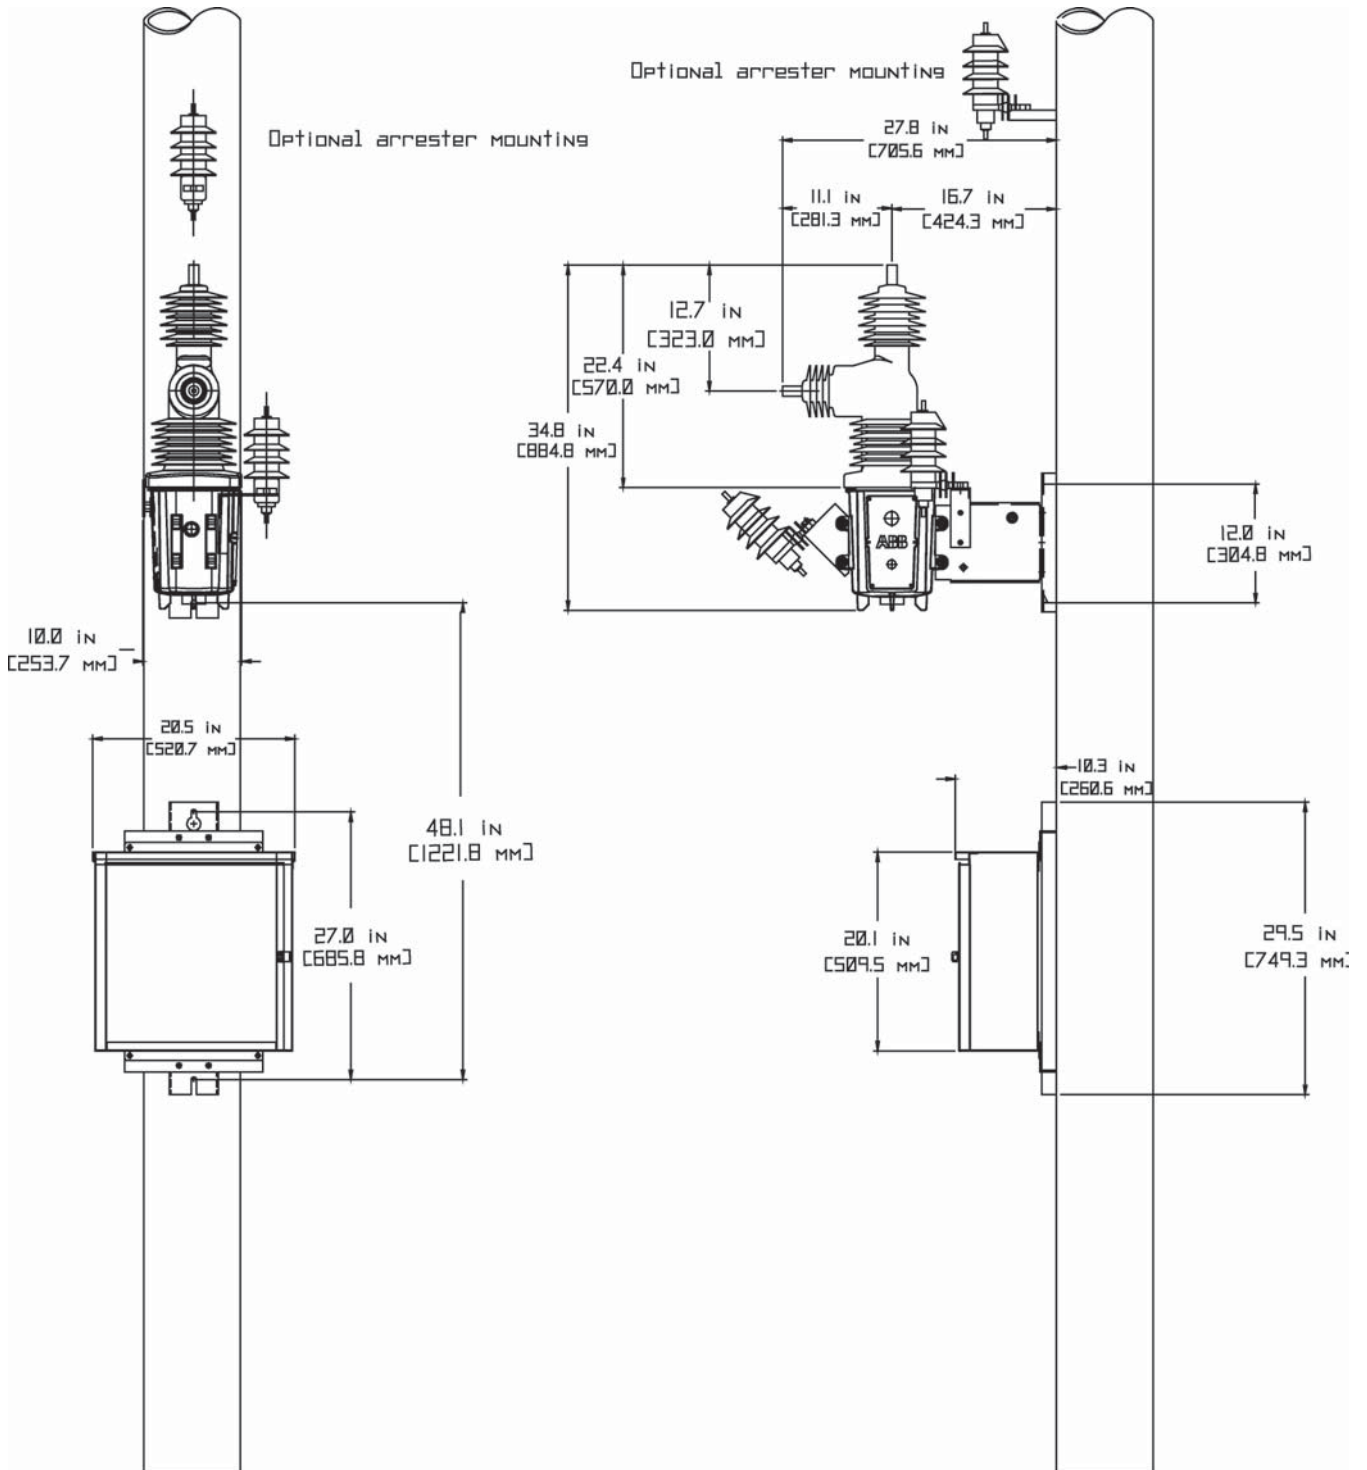 Optional arrester mounting
27.8 in
[705.6 mm]
Optional arrester mounting
11.1 in
[281.3 mm]
16.7 in
[424.3 mm]
12.7 in
[323.0 mm]
22.4 in
[570.0 mm]
34.8 in
[884.8 mm]
ABB
12.0 in
[304.8 mm]
10.0 in
[253.7 mm]
20.5 in
[520.7 mm]
10.3 in
[260.6 mm]
48.1 in
[1221.8 mm]
27.0 in
[685.8 mm]
20.1 in
[509.5 mm]
29.5 in
[749.3 mm]